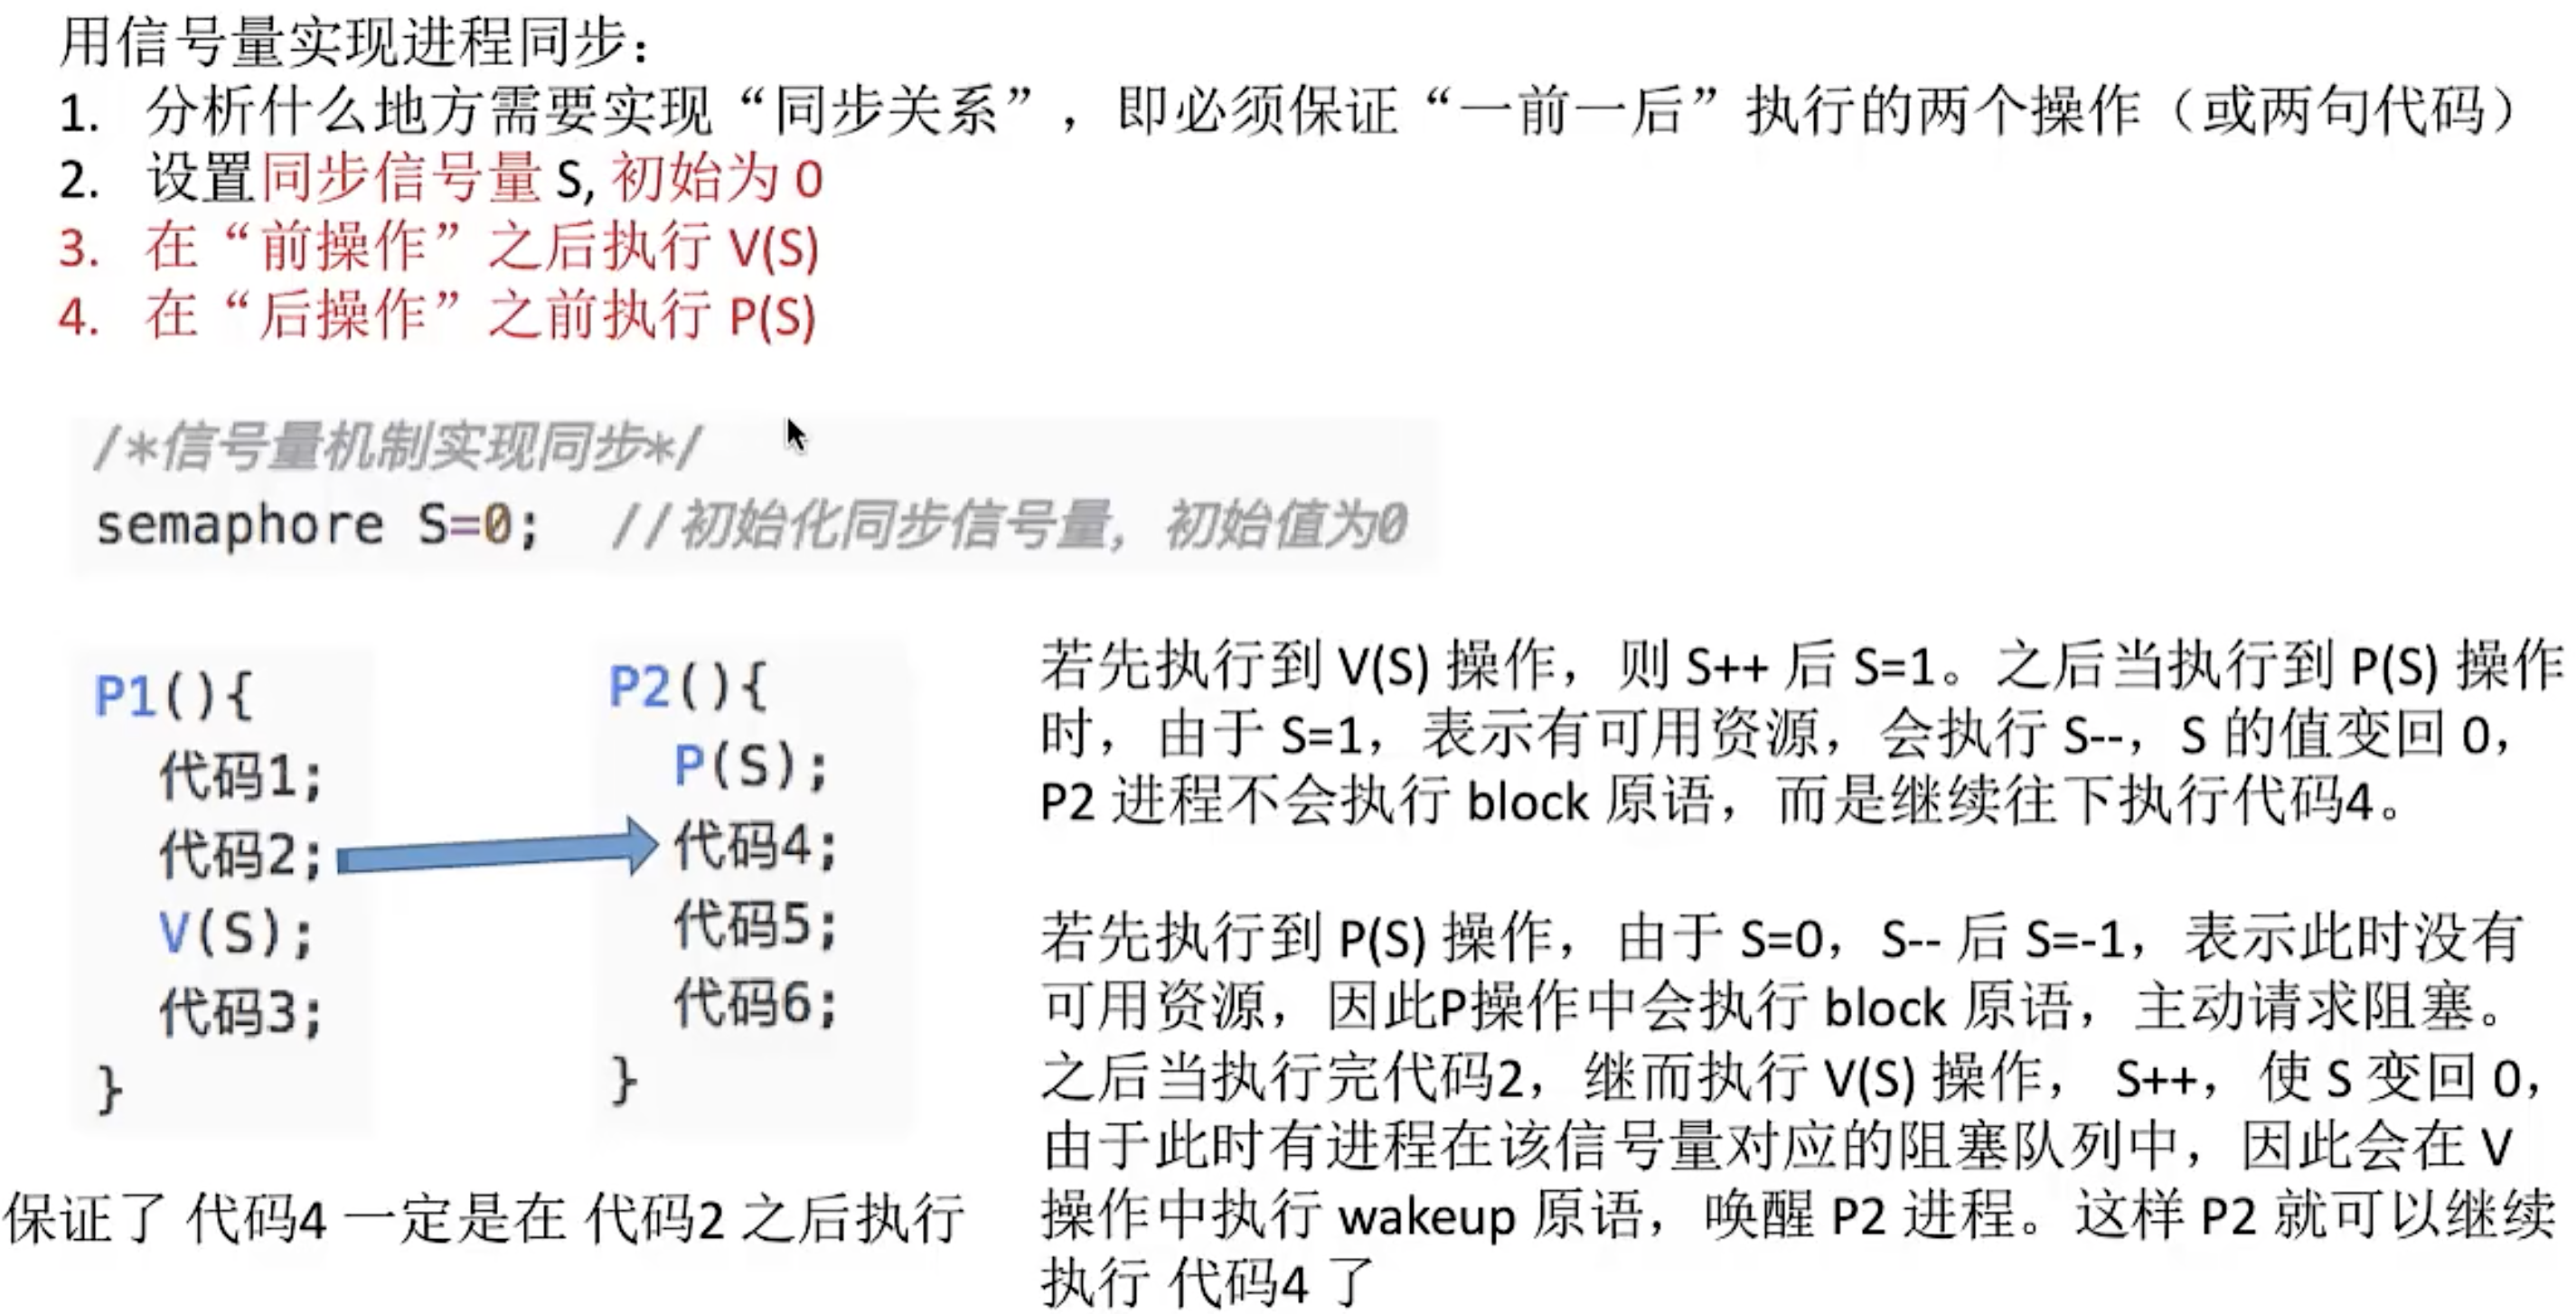 用信号量实现进程同步：
1. 分析什么地方需要实现“同步关系”，即必须保证“一前一后”执行的两个操作（或两句代码）
2. 设置同步信号量 S, 初始为 0
3. 在“前操作”之后执行 V(S)
4. 在“后操作”之前执行 P(S)
/*信号量机制实现同步*/
semaphore S=0; //初始化同步信号量，初始值为0
P1(){
代码1;
代码2;
V(S);
代码3;
}
P2(){
P(S);
代码4;
代码5;
代码6;
}
保证了 代码4 一定是在 代码2 之后执行
若先执行到 V(S) 操作，则 S++ 后 S=1。之后当执行到 P(S) 操作
时，由于 S=1，表示有可用资源，会执行 S--，S 的值变回 0，
P2 进程不会执行 block 原语，而是继续往下执行代码4。
若先执行到 P(S) 操作，由于 S=0，S-- 后 S=-1，表示此时没有
可用资源，因此P操作中会执行 block 原语，主动请求阻塞。
之后当执行完代码2，继而执行 V(S) 操作， S++，使 S 变回 0，
由于此时有进程在该信号量对应的阻塞队列中，因此会在 V
操作中执行 wakeup 原语，唤醒 P2 进程。这样 P2 就可以继续
执行 代码4 了